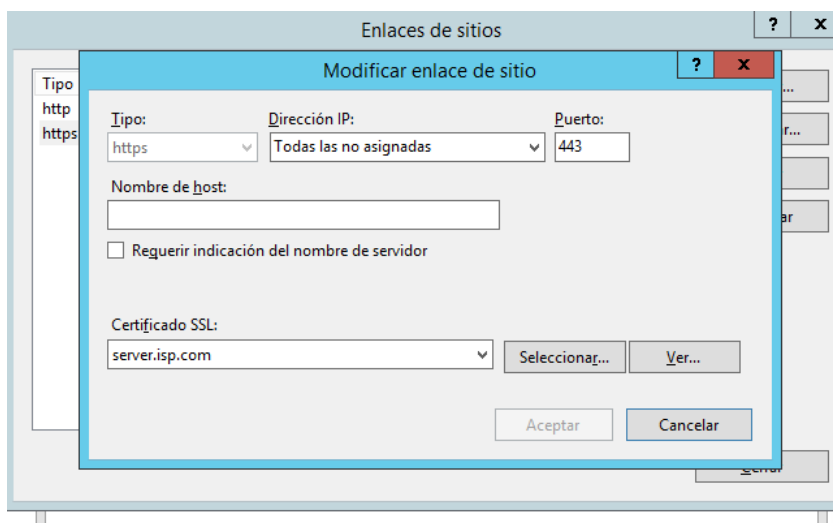 Enlaces de sitios
? x
Modificar enlace de sitio
? x
Tipo
http
https
...
r...
ar
Tipo:
Dirección IP:
Puerto:
https
Todas las no asignadas
443
Nombre de host:
Requerir indicación del nombre de servidor
Certificado SSL:
server.isp.com
Seleccionar...
Ver...
Aceptar
Cancelar